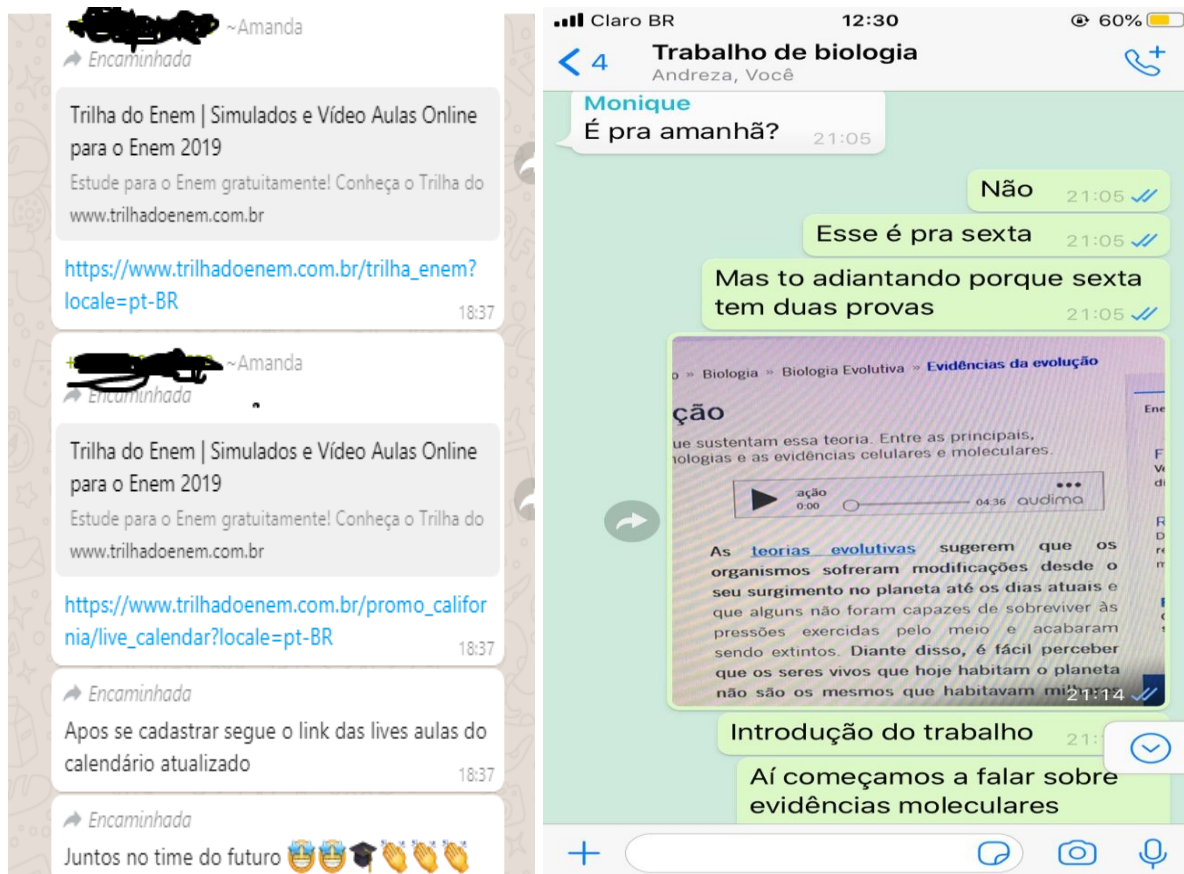 ~Amanda
Encaminhada
Trilha do Enem | Simulados e Vídeo Aulas Online
para o Enem 2019
Estude para o Enem gratuitamente! Conheça o Trilha do
www.trilhadoenem.com.br
https://www.trilhadoenem.com.br/trilha_enem?
locale=pt-BR
18:37
~Amanda
Encaminhada
Trilha do Enem | Simulados e Vídeo Aulas Online
para o Enem 2019
Estude para o Enem gratuitamente! Conheça o Trilha do
www.trilhadoenem.com.br
https://www.trilhadoenem.com.br/promo_califor
nia/live_calendar?locale=pt-BR
18:37
Encaminhada
Apos se cadastrar segue o link das lives aulas do
calendário atualizado
18:37
Encaminhada
Juntos no time do futuro 🤩🤩🎓👏👏👏
Claro BR 12:30 60%
4 Trabalho de biologia
Andreza, Você
Monique
É pra amanhã? 21:05
Não 21:05
Esse é pra sexta 21:05
Mas to adiantando porque sexta
tem duas provas 21:05
o » Biologia » Biologia Evolutiva » Evidências da evolução
ção
Ene
ue sustentam essa teoria. Entre as principais,
nologias e as evidências celulares e moleculares.
ação
0:00 04:36 audima
As teorias evolutivas sugerem que os
organismos sofreram modificações desde o
seu surgimento no planeta até os dias atuais e
que alguns não foram capazes de sobreviver às
pressões exercidas pelo meio e acabaram
sendo extintos. Diante disso, é fácil perceber
que os seres vivos que hoje habitam o planeta
não são os mesmos que habitavam
21:14
Introdução do trabalho
Aí começamos a falar sobre
evidências moleculares